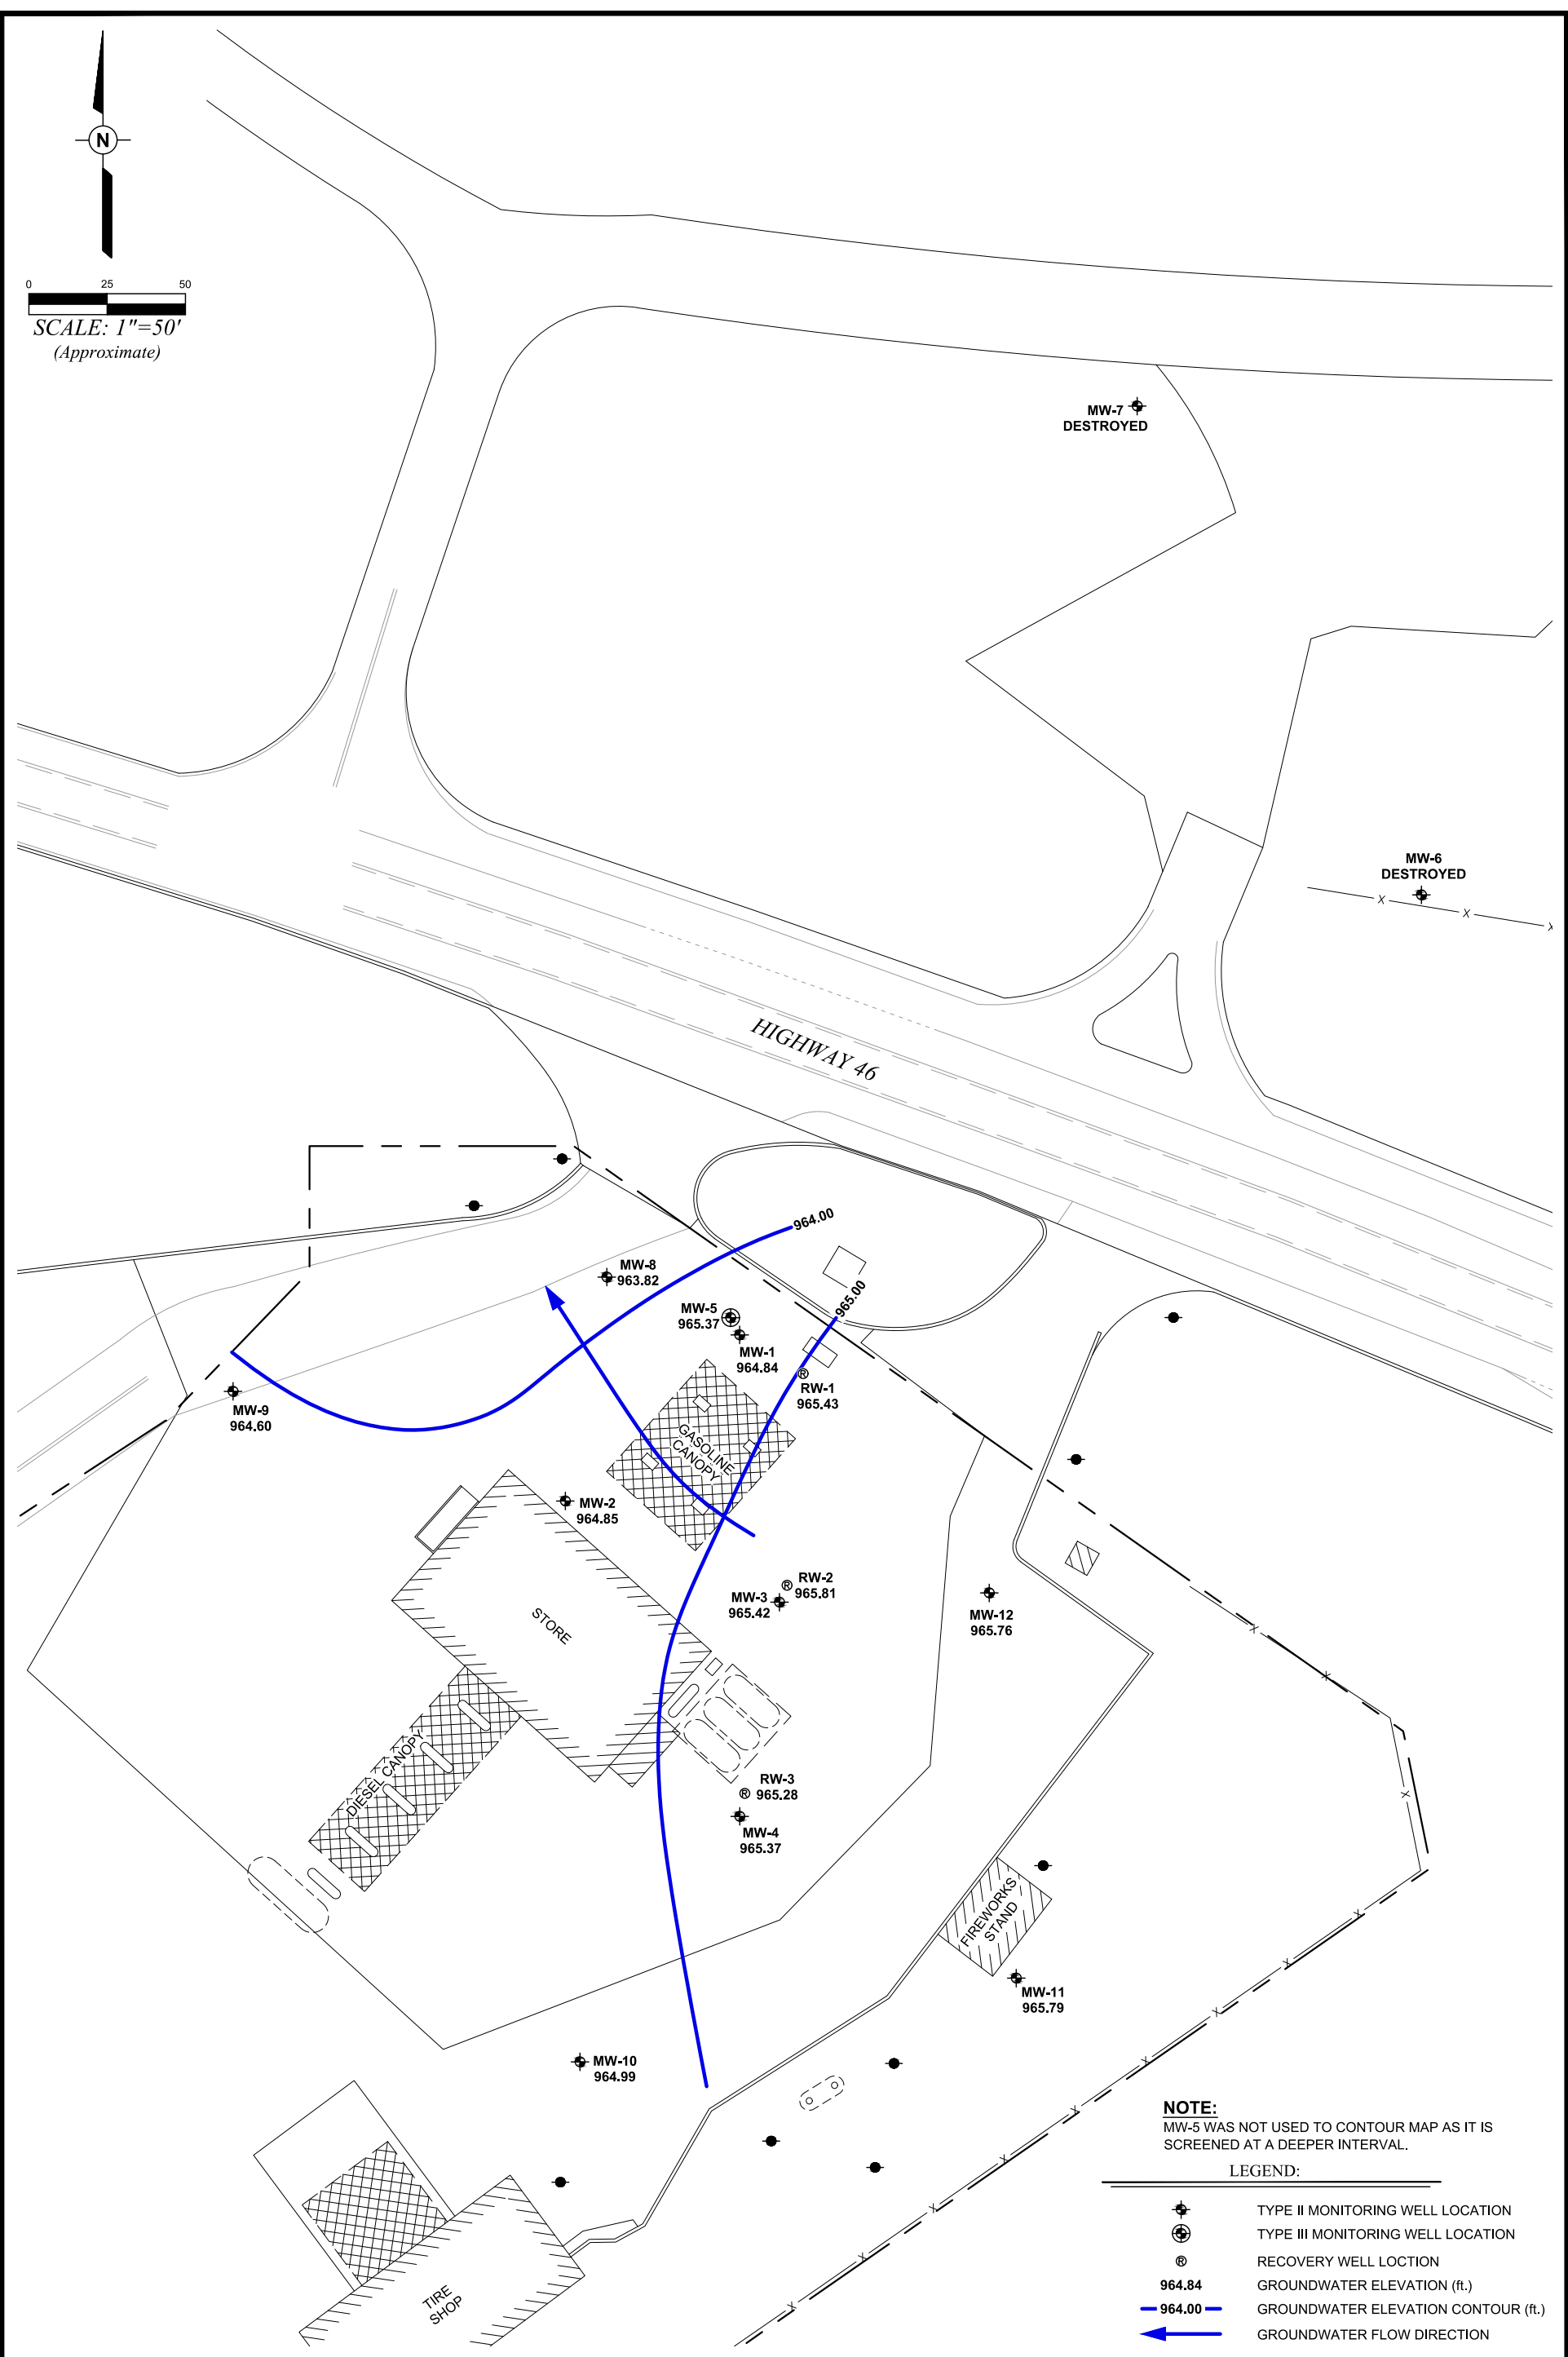 N
0 25 50
SCALE: 1"=50'
(Approximate)
MW-7
DESTROYED
MW-6
DESTROYED
X
X
X
HIGHWAY 46
964.00
MW-8
963.82
965.00
MW-5
965.37
MW-1
964.84
MW-9
964.60
R
RW-1
965.43
GASOLINE
CANOPY
MW-2
964.85
R
RW-2
965.81
MW-3
965.42
MW-12
965.76
STORE
X
X
DIESEL CANOPY
X
RW-3
R
965.28
MW-4
965.37
FIREWORKS
STAND
X
X
MW-11
965.79
X
MW-10
964.99
X
X
X
X
X
X
TIRE
SHOP
NOTE:
MW-5 WAS NOT USED TO CONTOUR MAP AS IT IS
SCREENED AT A DEEPER INTERVAL.
LEGEND:
TYPE II MONITORING WELL LOCATION
TYPE III MONITORING WELL LOCATION
R RECOVERY WELL LOCTION
964.84 GROUNDWATER ELEVATION (ft.)
964.00 GROUNDWATER ELEVATION CONTOUR (ft.)
GROUNDWATER FLOW DIRECTION